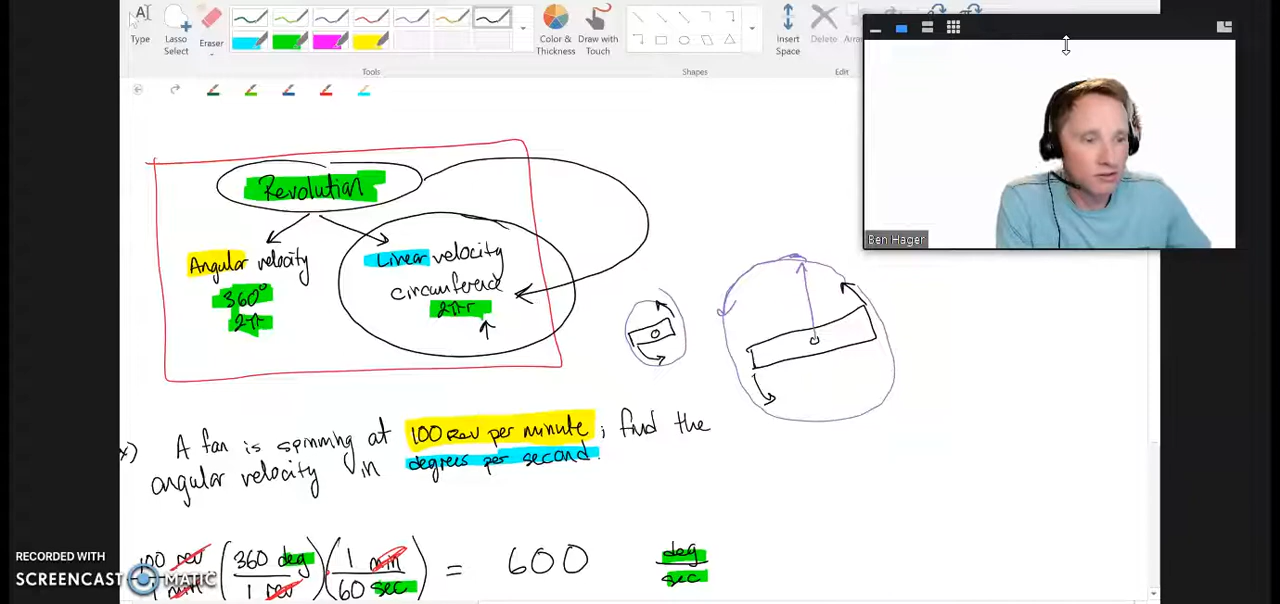 Type
Lasso
Select
Eraser
Color &
Thickness
Draw with
Touch
Insert
Space
Delete
Tools
Shapes
Edit
Ben Hager
Revolution
Angular velocity
360°
2π
Linear velocity
circumference
2πr
A fan is spinning at 100 rev per minute; find the
angular velocity in degrees per second.
100 rev (360 deg) (1 min) = 600 deg
1 min 1 rev 60 sec sec
RECORDED WITH
SCREENCAST MATIC